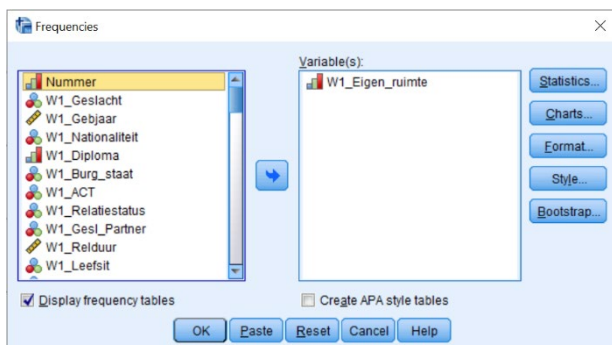 Frequencies
Variable(s):
Nummer
W1_Geslacht
W1_Gebjaar
W1_Nationaliteit
W1_Diploma
W1_Burg_staat
W1_ACT
W1_Relatiestatus
W1_Gesl_Partner
W1_Relduur
W1_Leefsit
W1_Eigen_ruimte
Statistics...
Charts...
Format...
Style...
Bootstrap...
Display frequency tables
Create APA style tables
OK Paste Reset Cancel Help